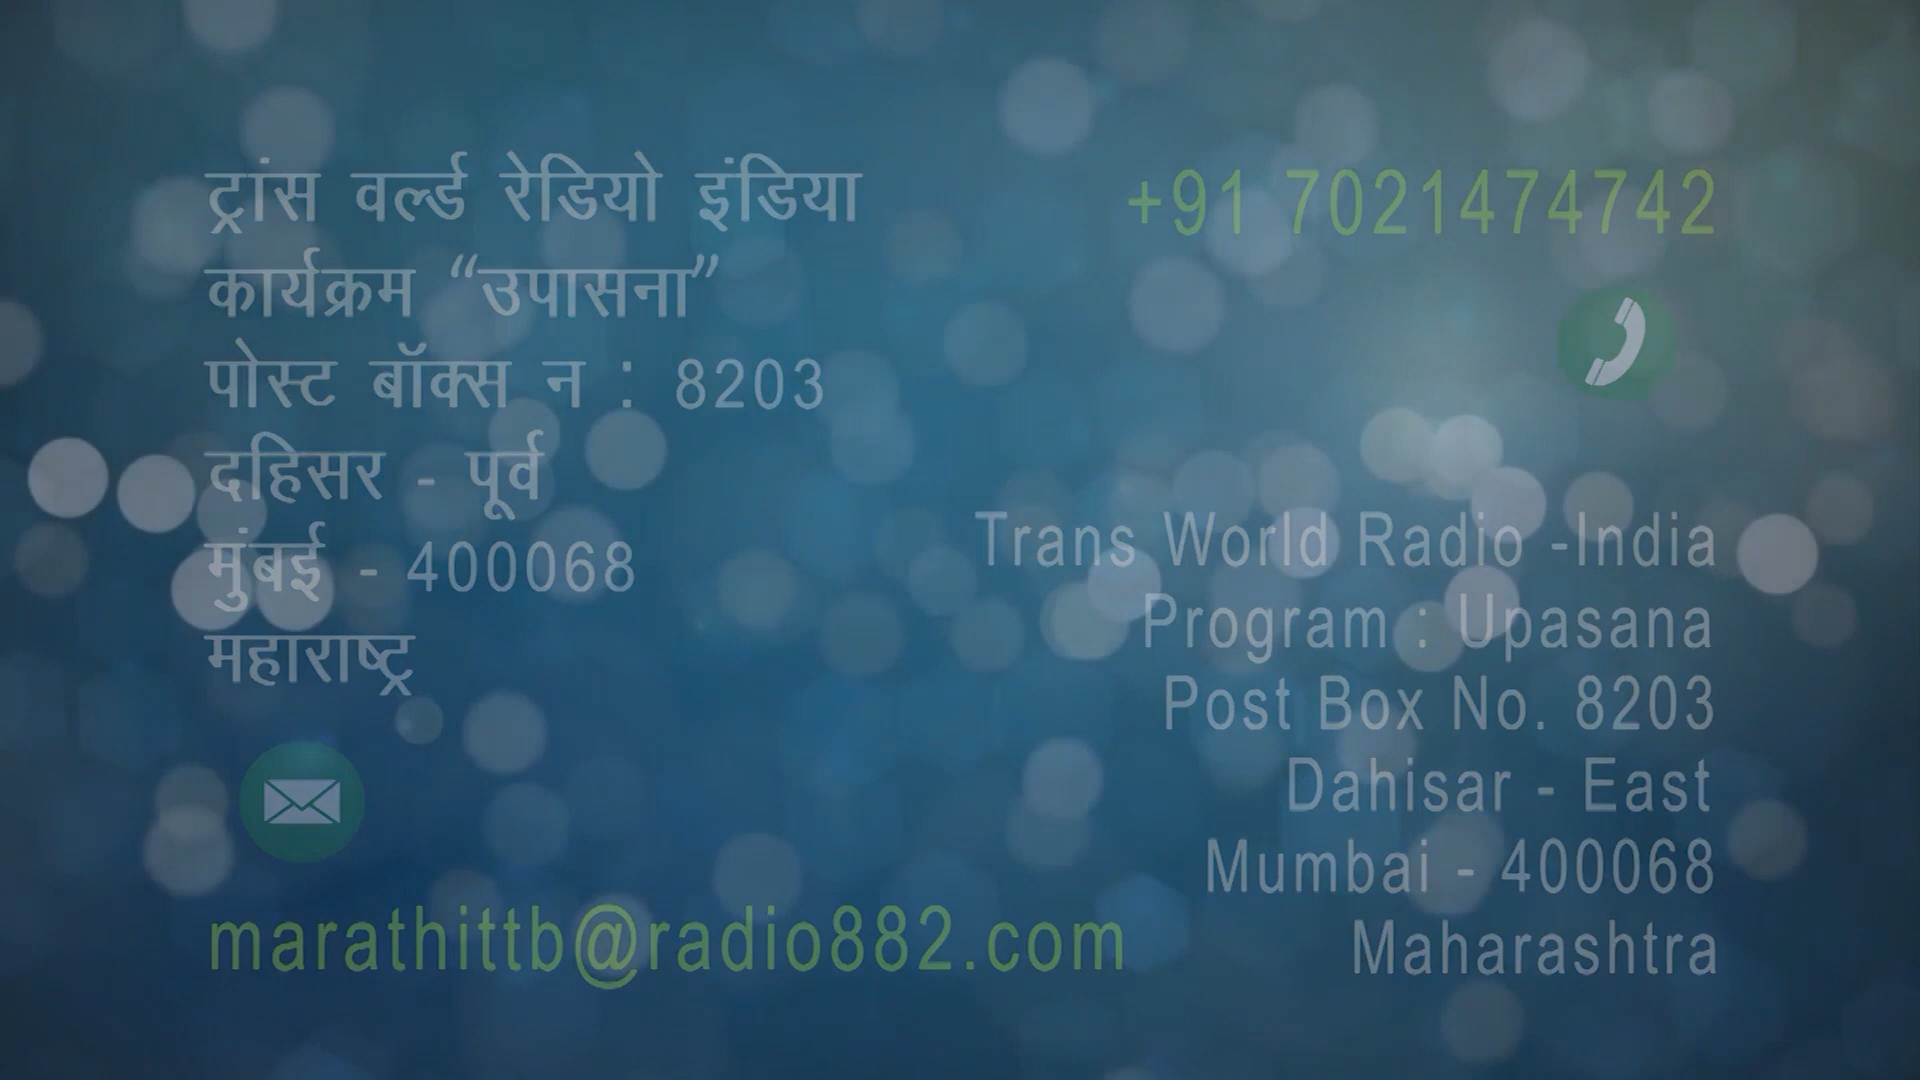 ट्रांस वर्ल्ड रेडियो इंडिया
कार्यक्रम “उपासना”
पोस्ट बॉक्स न : 8203
दहिसर - पूर्व
मुंबई - 400068
महाराष्ट्र
marathittb@radio882.com
+91 7021474742
Trans World Radio -India
Program : Upasana
Post Box No. 8203
Dahisar - East
Mumbai - 400068
Maharashtra